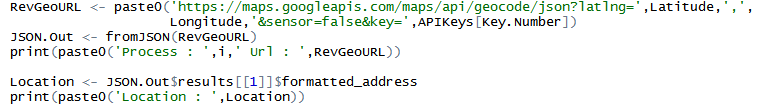 RevGeoURL <- paste0('https://maps.googleapis.com/maps/api/geocode/json?latlng=',Latitude,',',
Longitude,'&sensor=false&key=',APIKeys[Key.Number])
JSON.Out <- fromJSON(RevGeoURL)
print(paste0('Process : ',i,' Url : ',RevGeoURL))
Location <- JSON.Out$results[[1]]$formatted_address
print(paste0('Location : ',Location))